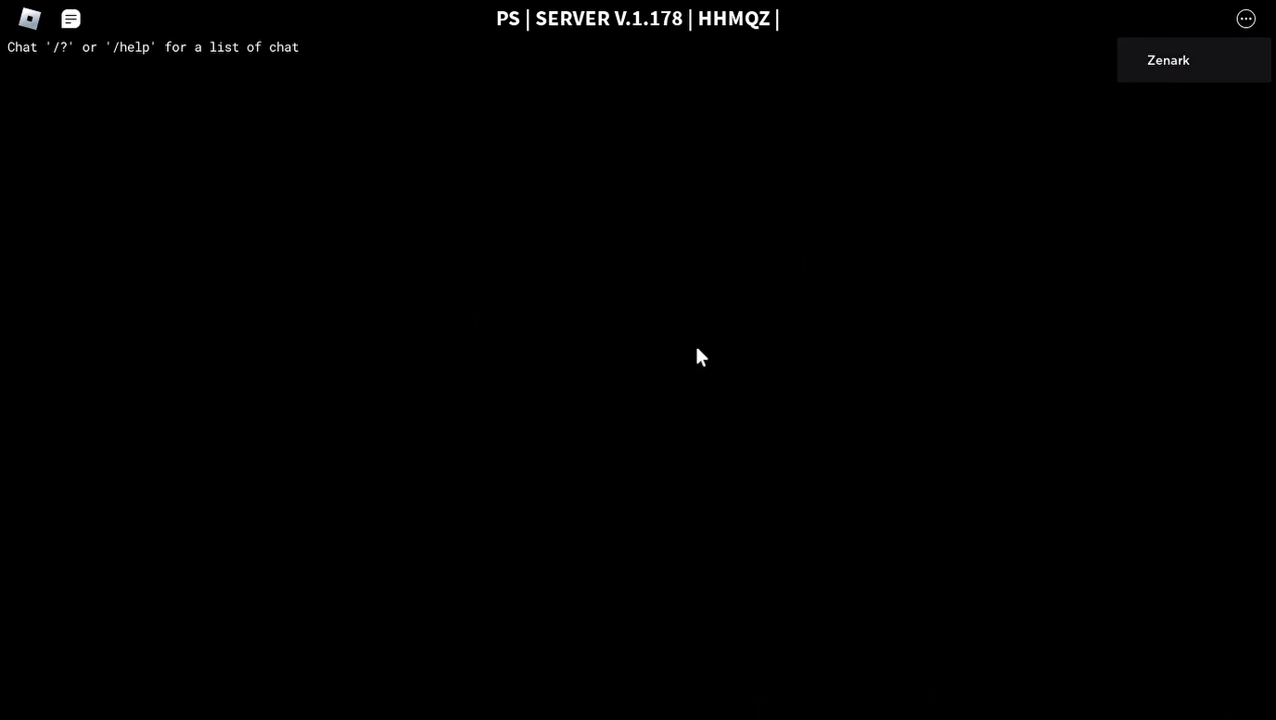 PS | SERVER V.1.178 | HHMQZ |
Chat '/?' or '/help' for a list of chat
Zenark